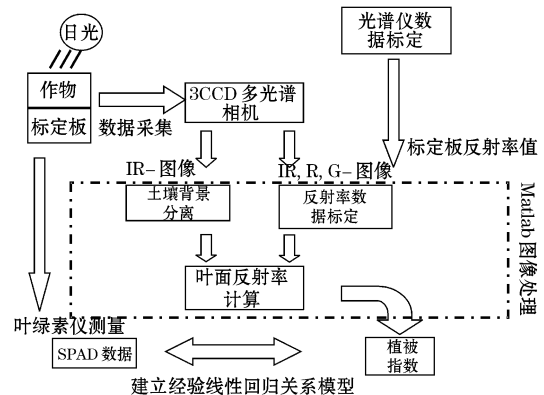 日光
光谱仪数
据标定
作物
标定板
数据采集
3CCD 多光谱
相机
标定板反射率值
IR-图像
IR, R, G-图像
土壤背景
分离
反射率数
据标定
Matlab 图像处理
叶面反射率
计算
叶绿素仪测量
SPAD 数据
植被
指数
建立经验线性回归关系模型